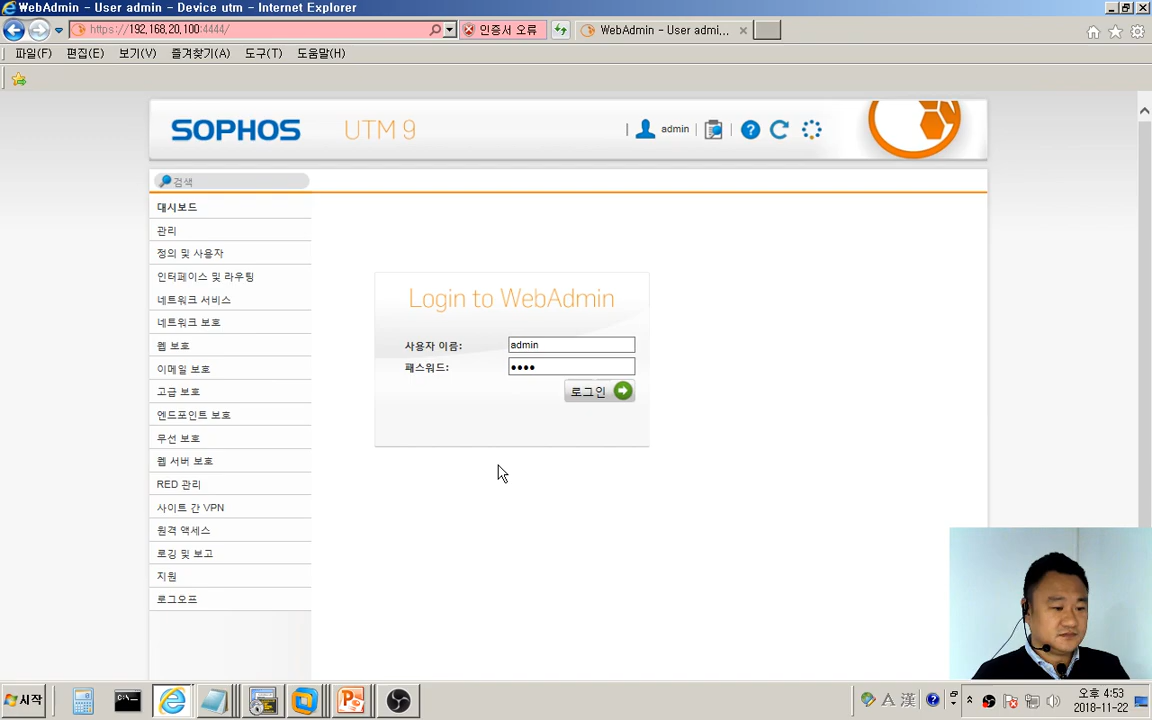 WebAdmin - User admin - Device utm - Internet Explorer
https://192,168,20,100:4444/
인증서 오류
WebAdmin - User admi...
파일(F) 편집(E) 보기(V) 즐겨찾기(A) 도구(T) 도움말(H)
SOPHOS UTM 9
admin
검색
대시보드
관리
정의 및 사용자
인터페이스 및 라우팅
네트워크 서비스
네트워크 보호
웹 보호
이메일 보호
고급 보호
엔드포인트 보호
무선 보호
웹 서버 보호
RED 관리
사이트 간 VPN
원격 액세스
로깅 및 보고
지원
로그오프
Login to WebAdmin
사용자 이름: admin
패스워드: ●●●●
로그인
시작
A 漢
오후 4:53
2018-11-22